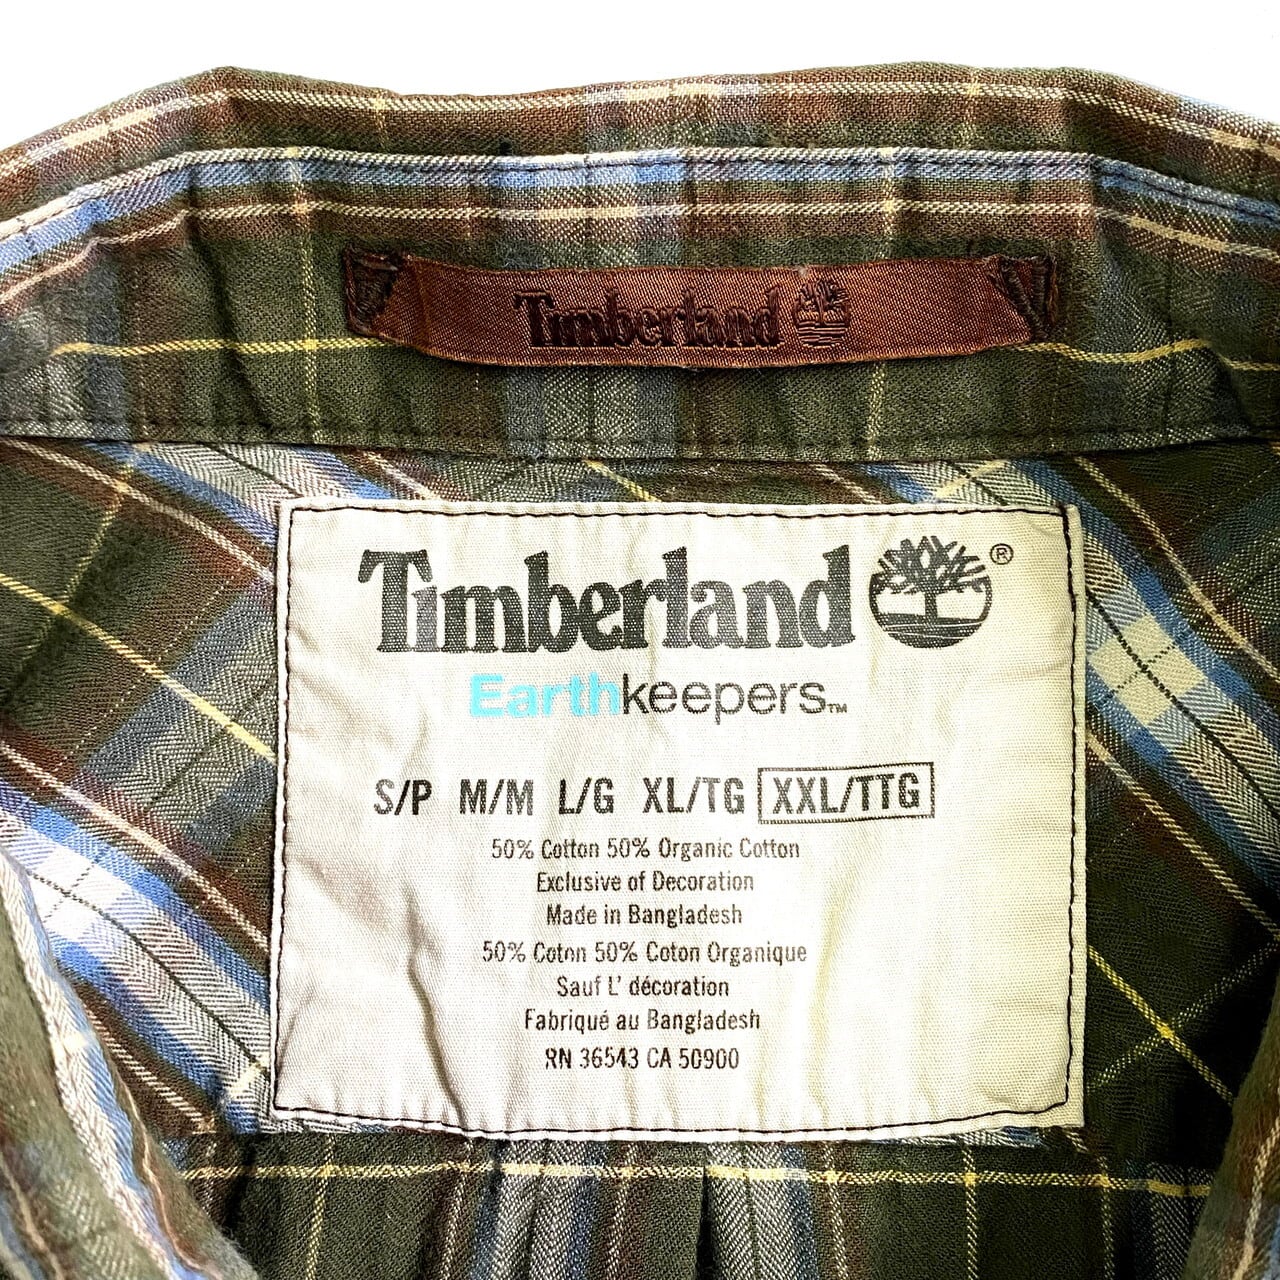 Timberland
Timberland ®
Earthkeepers™
S/P M/M L/G XL/TG XXL/TTG
50% Cotton 50% Organic Cotton
Exclusive of Decoration
Made in Bangladesh
50% Coton 50% Coton Organique
Sauf L' décoration
Fabriqué au Bangladesh
RN 36543 CA 50900